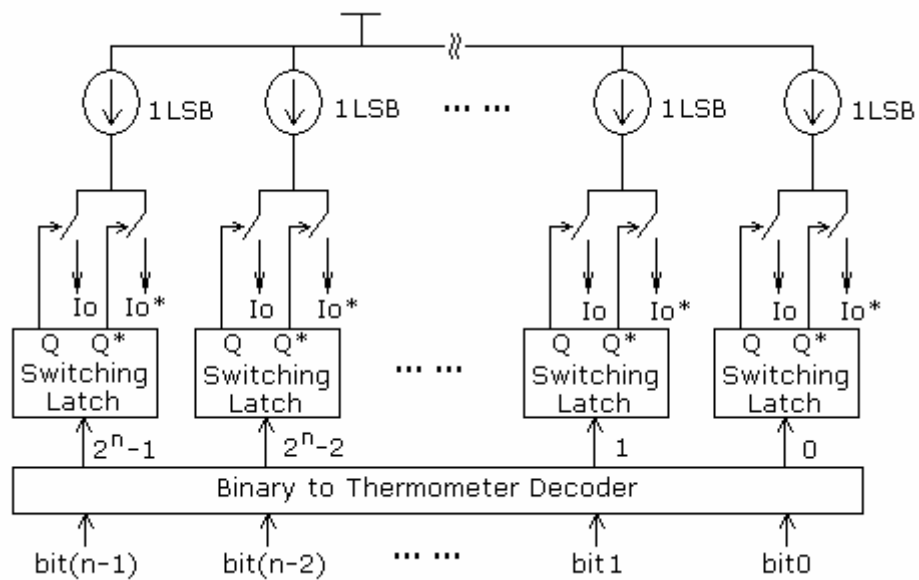 1LSB 1LSB ... ... 1LSB 1LSB
Io Io* Io Io* Io Io* Io Io*
Q Q* Q Q* Q Q* Q Q*
Switching Switching ... ... Switching Switching
Latch Latch Latch Latch
2ⁿ-1 2ⁿ-2 1 0
Binary to Thermometer Decoder
bit(n-1) bit(n-2) ... ... bit1 bit0